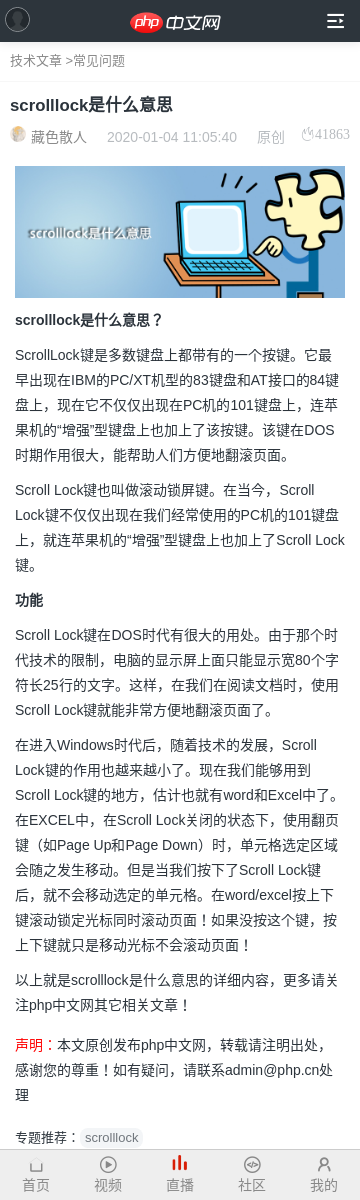 php 中文网
技术文章 >常见问题
scrolllock是什么意思
藏色散人 2020-01-04 11:05:40 原创 41863
scrolllock是什么意思
scrolllock是什么意思？
ScrollLock键是多数键盘上都带有的一个按键。它最
早出现在IBM的PC/XT机型的83键盘和AT接口的84键
盘上，现在它不仅仅出现在PC机的101键盘上，连苹
果机的“增强”型键盘上也加上了该按键。该键在DOS
时期作用很大，能帮助人们方便地翻滚页面。
Scroll Lock键也叫做滚动锁屏键。在当今，Scroll
Lock键不仅仅出现在我们经常使用的PC机的101键盘
上，就连苹果机的“增强”型键盘上也加上了Scroll Lock
键。
功能
Scroll Lock键在DOS时代有很大的用处。由于那个时
代技术的限制，电脑的显示屏上面只能显示宽80个字
符长25行的文字。这样，在我们在阅读文档时，使用
Scroll Lock键就能非常方便地翻滚页面了。
在进入Windows时代后，随着技术的发展，Scroll
Lock键的作用也越来越小了。现在我们能够用到
Scroll Lock键的地方，估计也就有word和Excel中了。
在EXCEL中，在Scroll Lock关闭的状态下，使用翻页
键（如Page Up和Page Down）时，单元格选定区域
会随之发生移动。但是当我们按下了Scroll Lock键
后，就不会移动选定的单元格。在word/excel按上下
键滚动锁定光标同时滚动页面！如果没按这个键，按
上下键就只是移动光标不会滚动页面！
以上就是scrolllock是什么意思的详细内容，更多请关
注php中文网其它相关文章！
声明：本文原创发布php中文网，转载请注明出处，
感谢您的尊重！如有疑问，请联系admin@php.cn处
理
专题推荐： scrolllock
首页 视频 直播 社区 我的